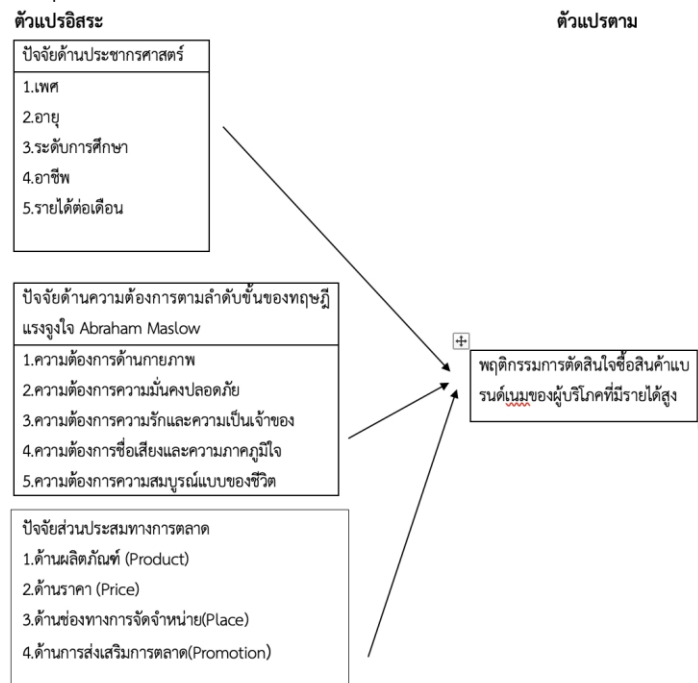 ตัวแปรอิสระ
ตัวแปรตาม
ปัจจัยด้านประชากรศาสตร์
1.เพศ
2.อายุ
3.ระดับการศึกษา
4.อาชีพ
5.รายได้ต่อเดือน
ปัจจัยด้านความต้องการตามลำดับขั้นของทฤษฎี
แรงจูงใจ Abraham Maslow
1.ความต้องการด้านกายภาพ
2.ความต้องการความมั่นคงปลอดภัย
3.ความต้องการความรักและความเป็นเจ้าของ
4.ความต้องการชื่อเสียงและความภาคภูมิใจ
5.ความต้องการความสมบูรณ์แบบของชีวิต
ปัจจัยส่วนประสมทางการตลาด
1.ด้านผลิตภัณฑ์ (Product)
2.ด้านราคา (Price)
3.ด้านช่องทางการจัดจำหน่าย(Place)
4.ด้านการส่งเสริมการตลาด(Promotion)
พฤติกรรมการตัดสินใจซื้อสินค้าแบ
รนด์เนมของผู้บริโภคที่มีรายได้สูง